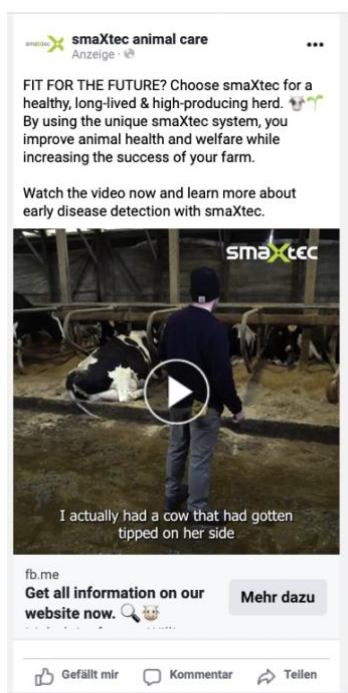 smaXtec animal care
Anzeige
FIT FOR THE FUTURE? Choose smaXtec for a
healthy, long-lived & high-producing herd. 🐮🌱
By using the unique smaXtec system, you
improve animal health and welfare while
increasing the success of your farm.
Watch the video now and learn more about
early disease detection with smaXtec.
smaXtec
I actually had a cow that had gotten
tipped on her side
fb.me
Get all information on our
website now. 🔍🐮
Mehr dazu
Gefällt mir
Kommentar
Teilen